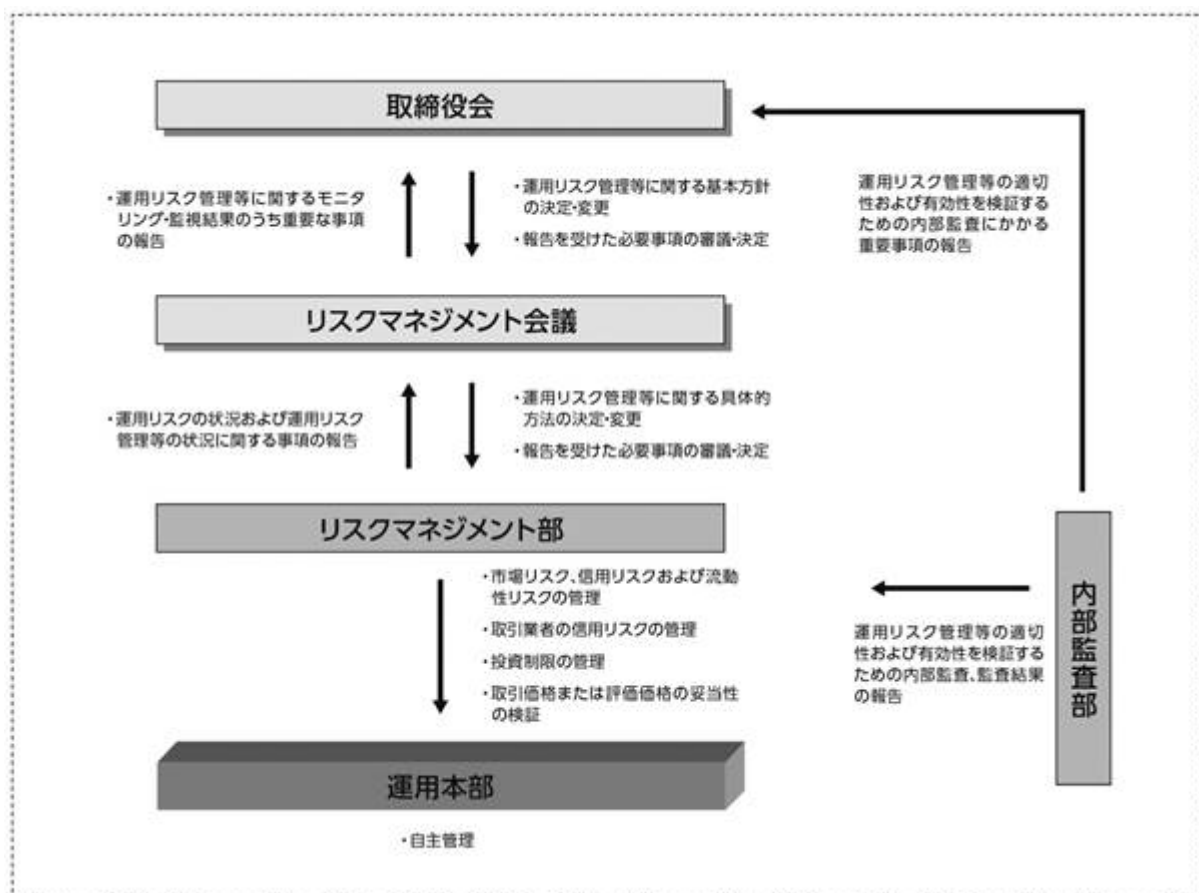 取締役会
・運用リスク管理等に関するモニタ
リング・監視結果のうち重要な事項
の報告
・運用リスク管理等に関する基本方針
の決定・変更
・報告を受けた必要事項の審議・決定
運用リスク管理等の適切
性および有効性を検証する
ための内部監査にかかる
重要事項の報告
リスクマネジメント会議
・運用リスクの状況および運用リスク
管理等の状況に関する事項の報告
・運用リスク管理等に関する具体的
方法の決定・変更
・報告を受けた必要事項の審議・決定
リスクマネジメント部
・市場リスク、信用リスクおよび流動
性リスクの管理
・取引業者の信用リスクの管理
・投資制限の管理
・取引価格または評価価格の妥当性
の検証
運用リスク管理等の適切
性および有効性を検証する
ための内部監査、監査結果
の報告
内部監査部
運用本部
・自主管理